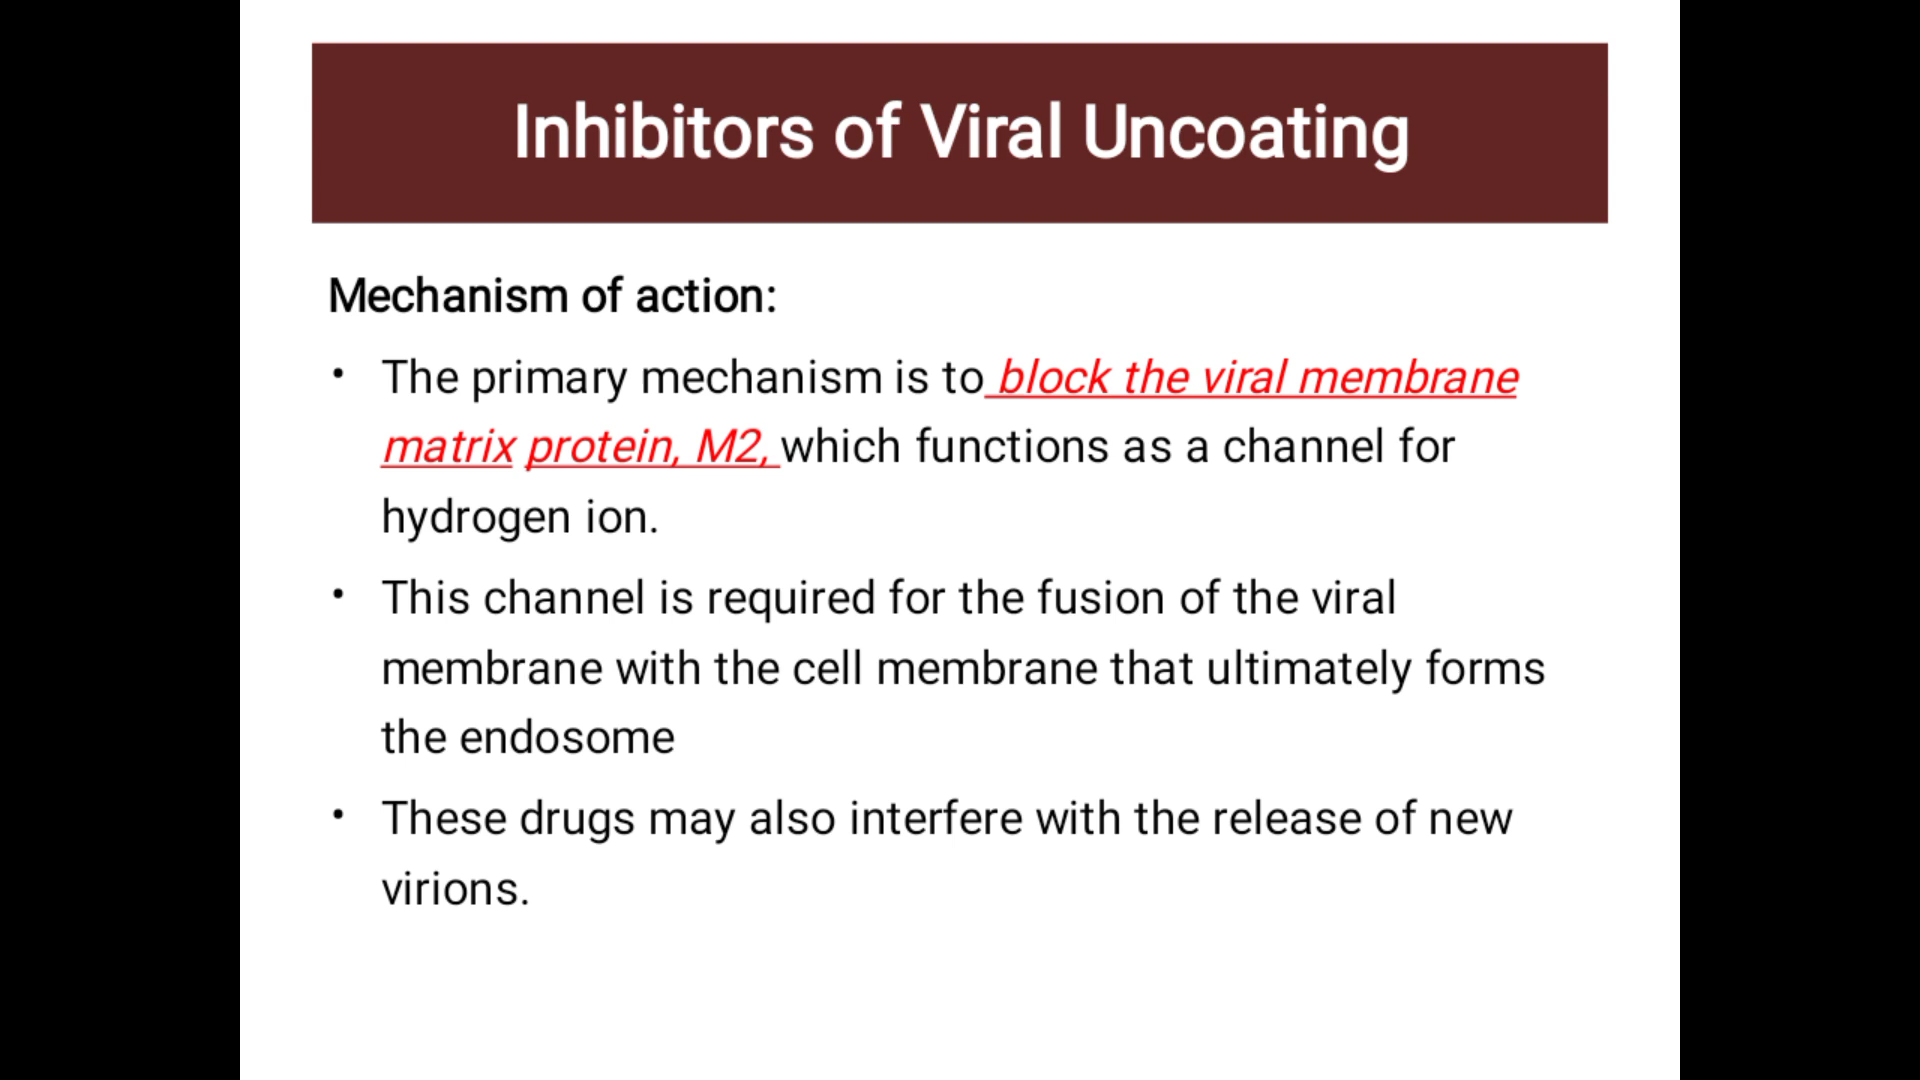 Inhibitors of Viral Uncoating
Mechanism of action:
• The primary mechanism is to block the viral membrane
matrix protein, M2, which functions as a channel for
hydrogen ion.
• This channel is required for the fusion of the viral
membrane with the cell membrane that ultimately forms
the endosome
• These drugs may also interfere with the release of new
virions.